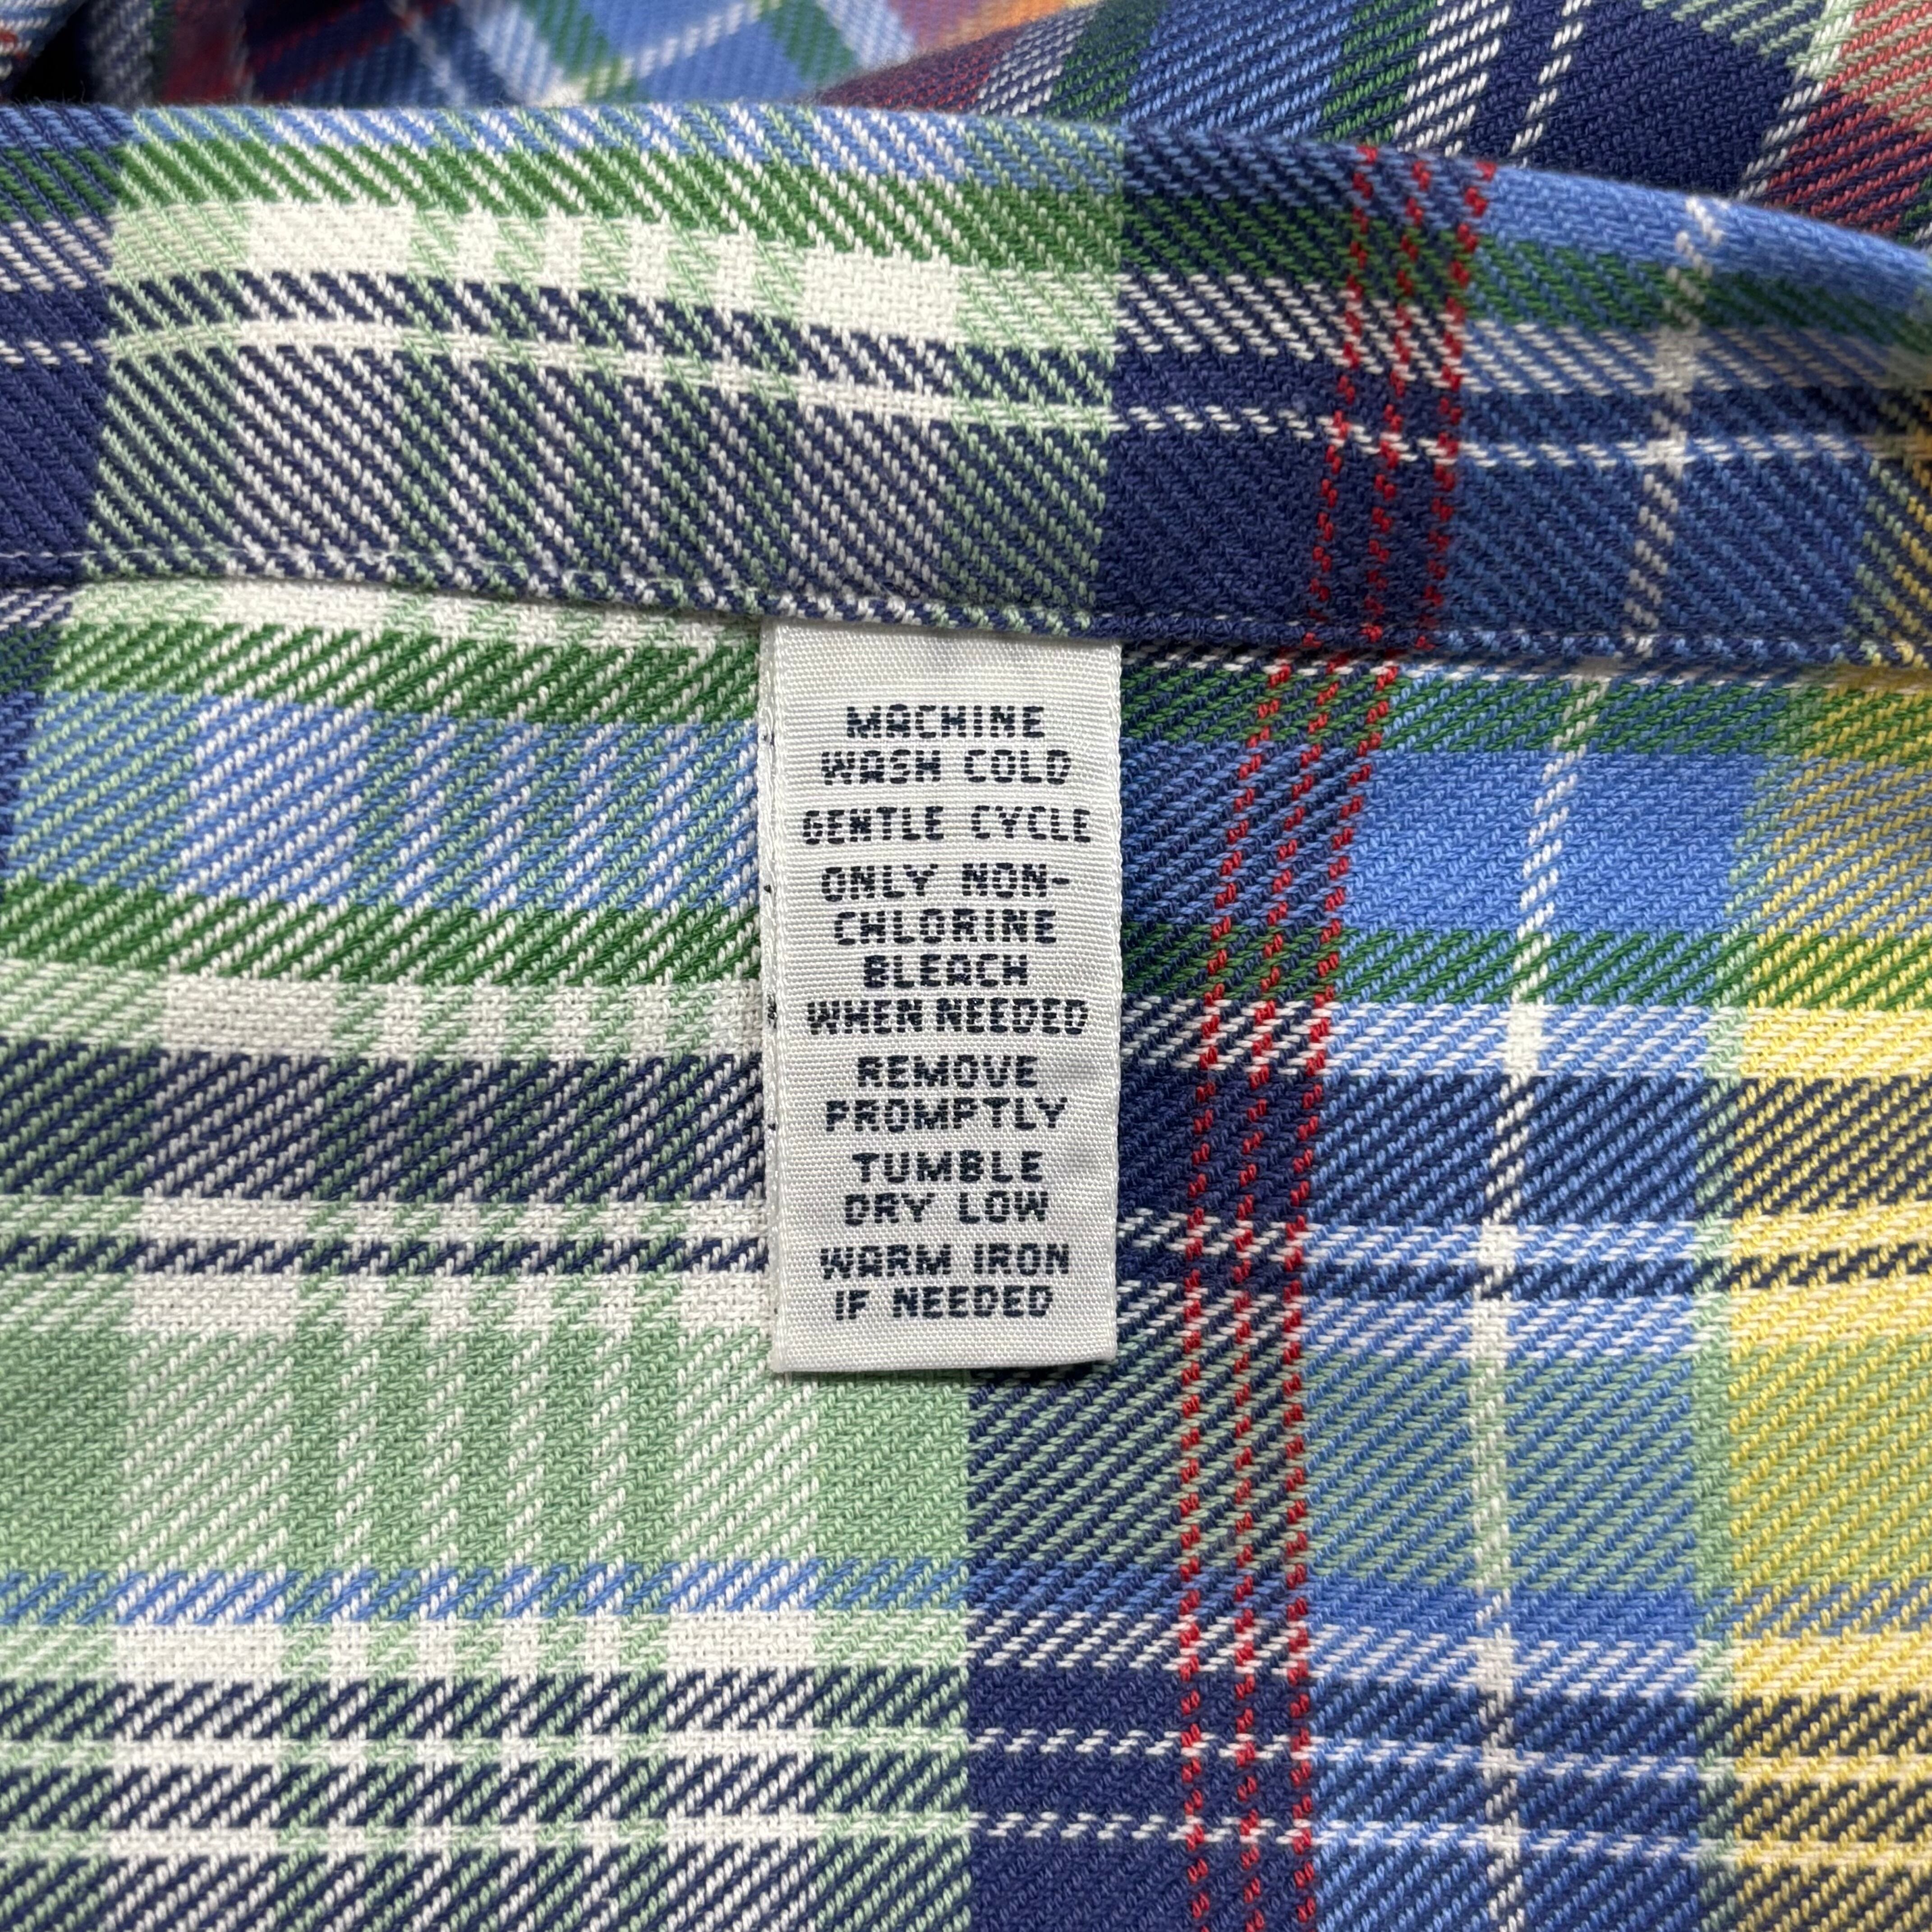 MACHINE
WASH COLD
GENTLE CYCLE
ONLY NON-
CHLORINE
BLEACH
WHEN NEEDED
REMOVE
PROMPTLY
TUMBLE
DRY LOW
WARM IRON
IF NEEDED